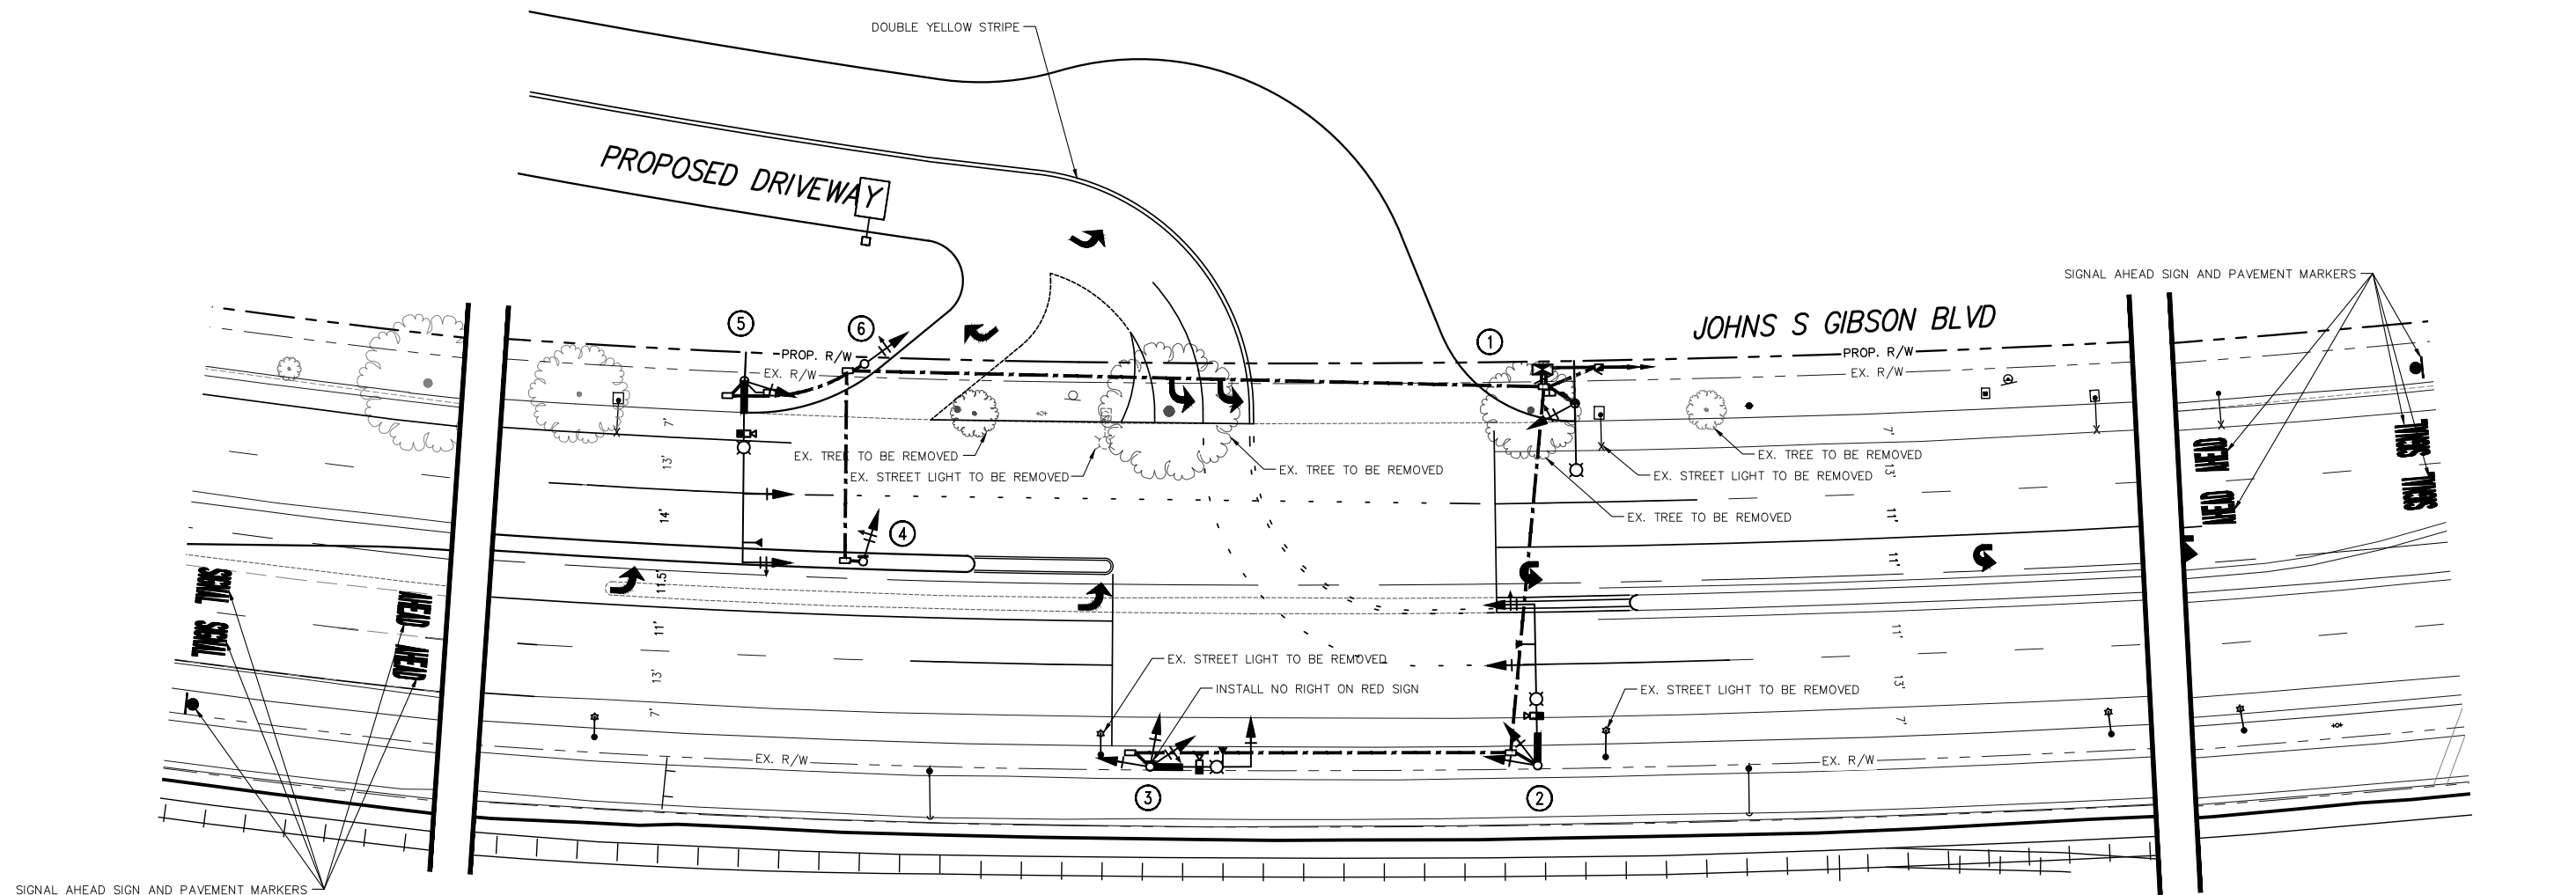 DOUBLE YELLOW STRIPE
PROPOSED DRIVEWAY
SIGNAL AHEAD SIGN AND PAVEMENT MARKERS
JOHNS S GIBSON BLVD
5
6
1
PROP. R/W
PROP. R/W
EX. R/W
EX. R/W
7'
7'
13'
EX. TREE TO BE REMOVED
EX. STREET LIGHT TO BE REMOVED
EX. TREE TO BE REMOVED
EX. TREE TO BE REMOVED
13'
EX. STREET LIGHT TO BE REMOVED
EX. TREE TO BE REMOVED
14'
11'
4
11'
11.5'
11'
11'
13'
13'
7'
7'
EX. STREET LIGHT TO BE REMOVED
INSTALL NO RIGHT ON RED SIGN
EX. STREET LIGHT TO BE REMOVED
EX. R/W
EX. R/W
3
2
SIGNAL AHEAD SIGN AND PAVEMENT MARKERS